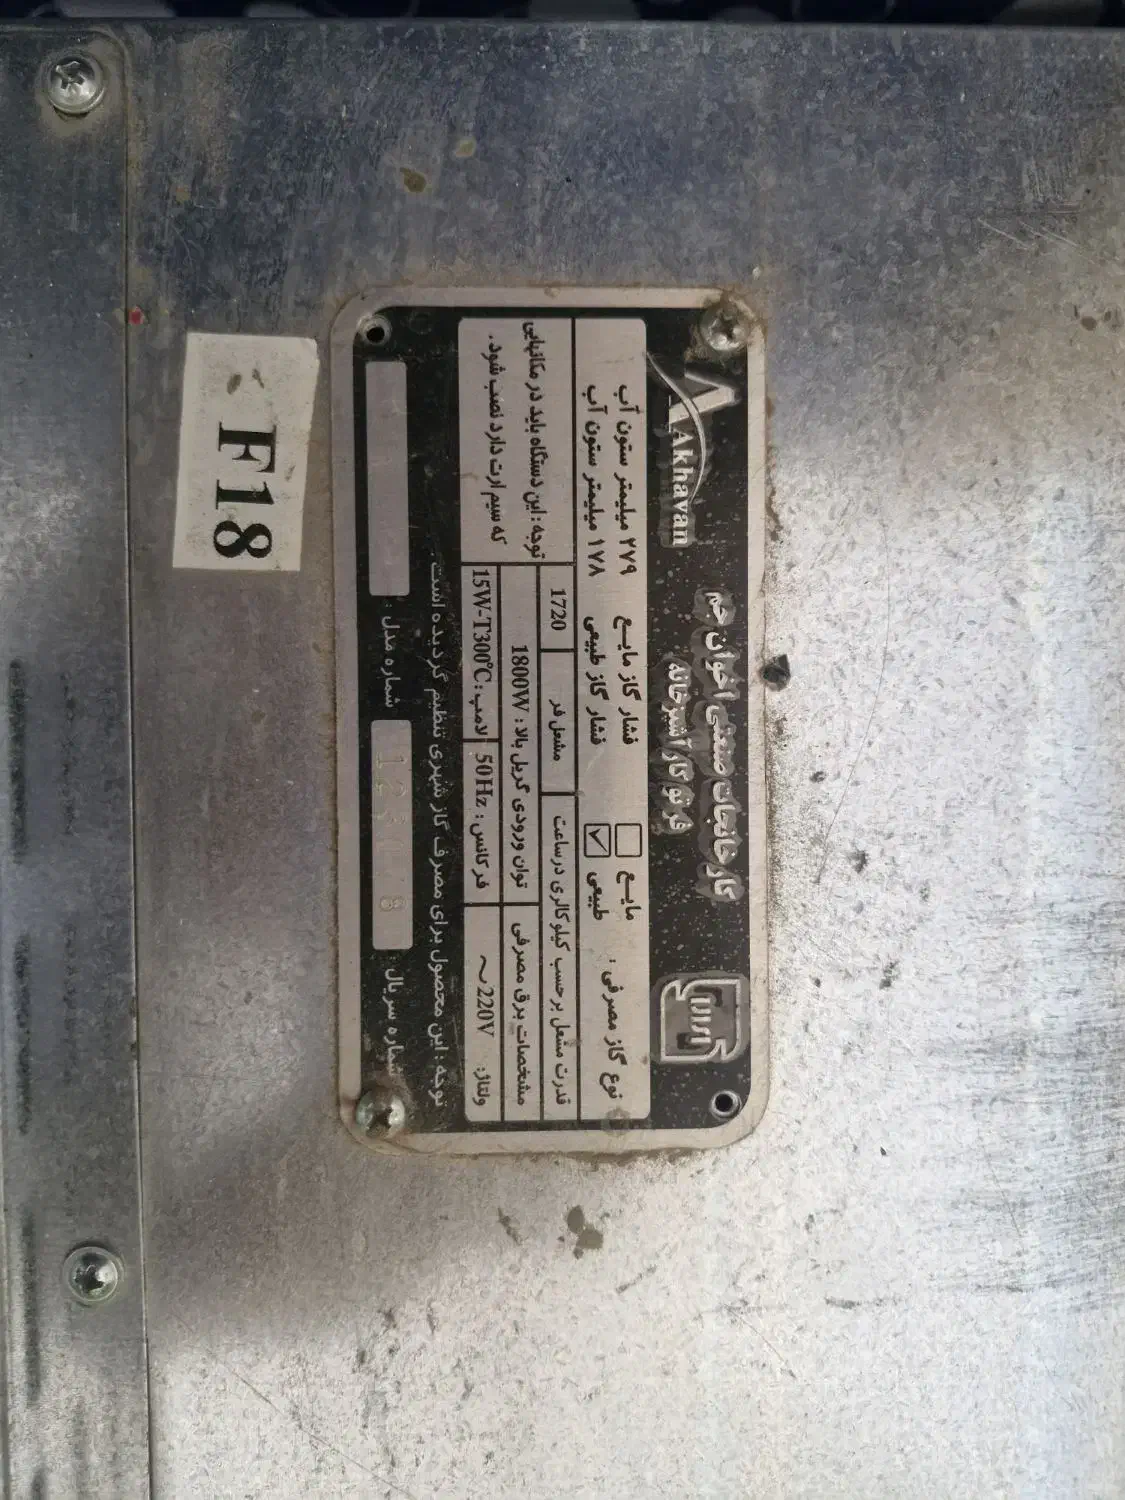 Akhavan
کارخانجات صنعتی اخوان جم
فر توکار آشپزخانه
نوع گاز مصرفی :
مایع
طبیعی
فشار گاز مایع ۲۷۹ میلیمتر ستون آب
فشار گاز طبیعی ۱۷۸ میلیمتر ستون آب
قدرت مشعل برحسب کیلوکالری درساعت
مشعل فر
1720
مشخصات برق مصرفی
توان ورودی گریل بالا : 1800W
ولتاژ: 220V~
فرکانس : 50Hz
لامپ : 15W-T300°C
توجه : این دستگاه باید در مکانهایی
که سیم ارت دارد نصب شود.
توجه : این محصول برای مصرف گاز شهری تنظیم گردیده است.
شماره سریال :
شماره مدل :
F18